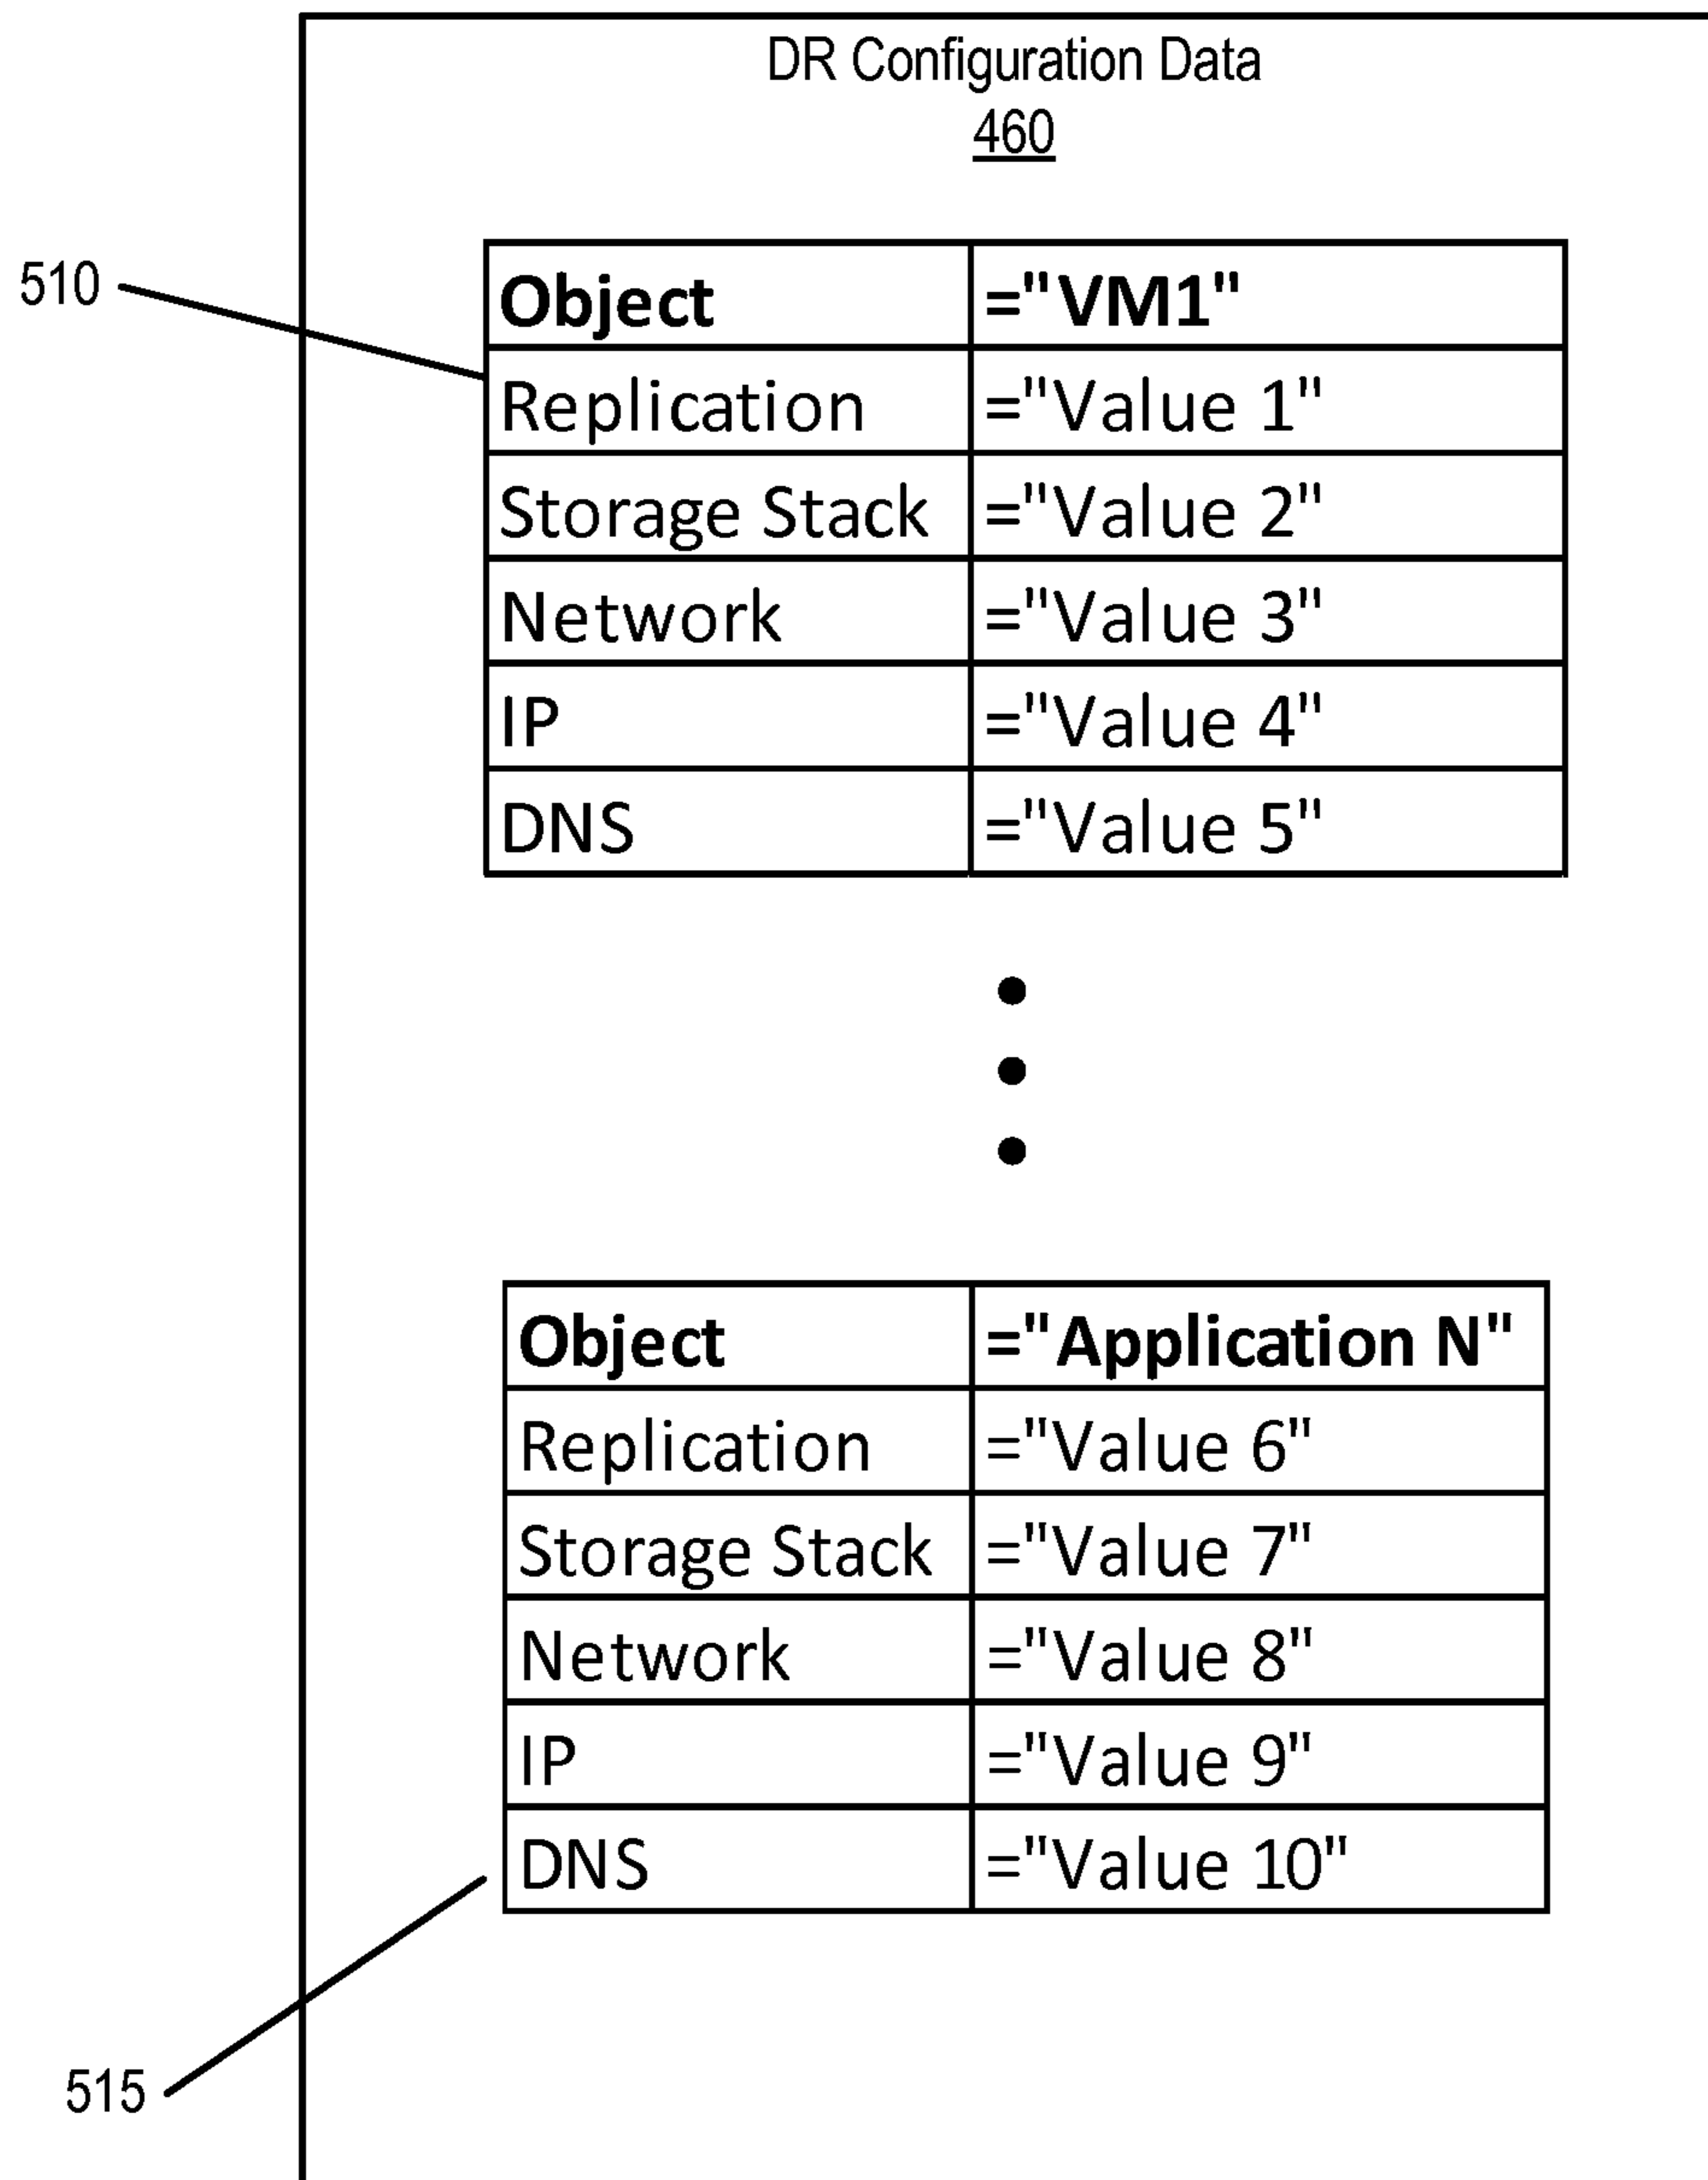 DR Configuration Data
460
510
Object ="VM1"
Replication ="Value 1"
Storage Stack ="Value 2"
Network ="Value 3"
IP ="Value 4"
DNS ="Value 5"
Object ="Application N"
Replication ="Value 6"
Storage Stack ="Value 7"
Network ="Value 8"
IP ="Value 9"
DNS ="Value 10"
515